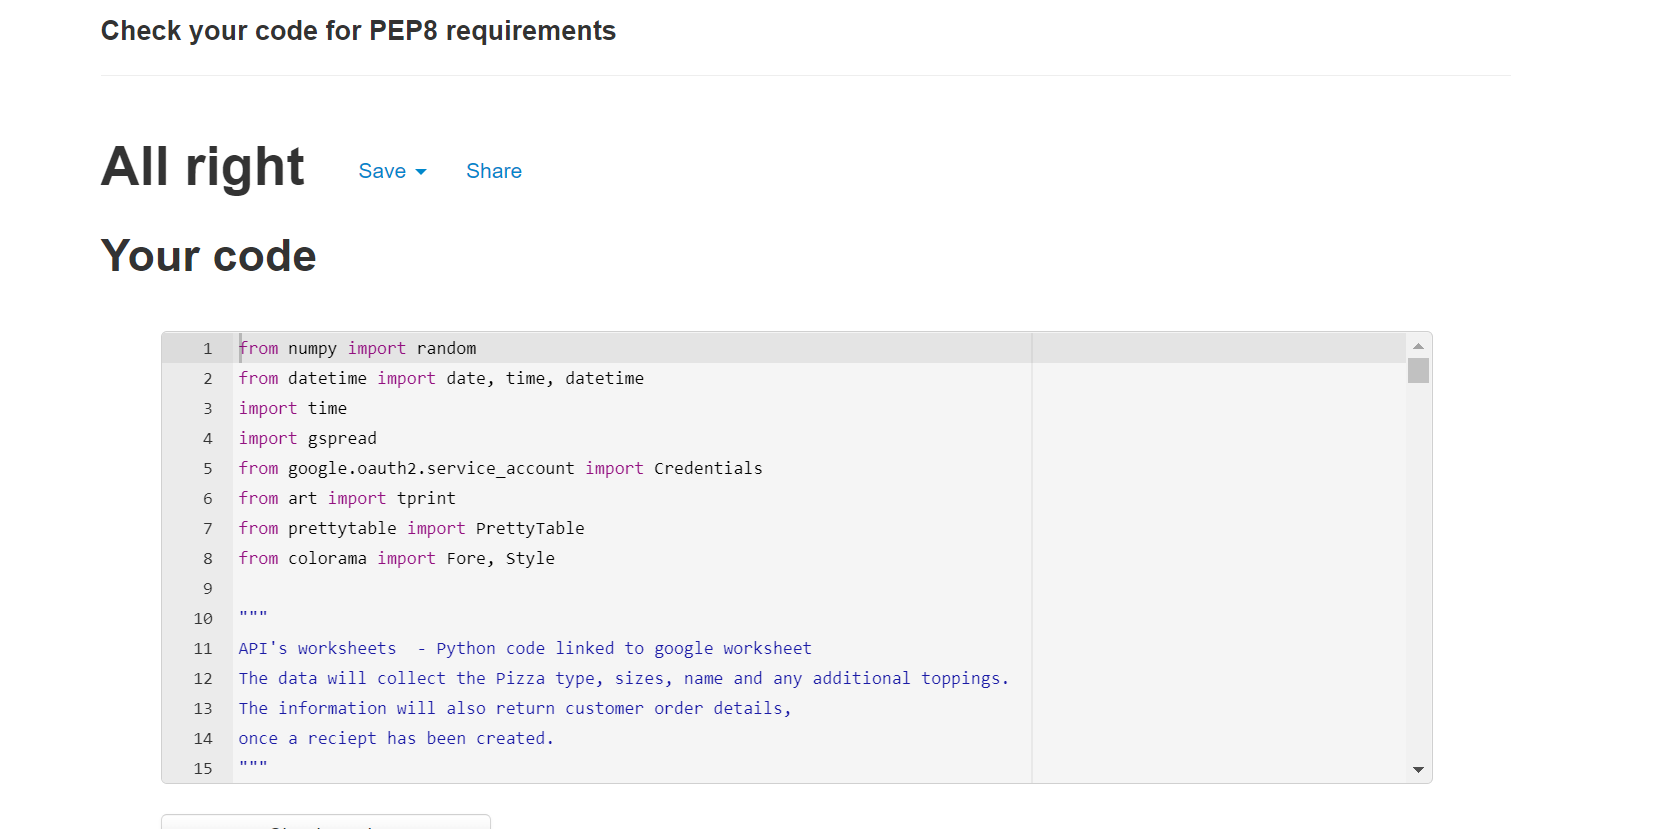 Check your code for PEP8 requirements
All right Save Share
Your code
1 from numpy import random
2 from datetime import date, time, datetime
3 import time
4 import gspread
5 from google.oauth2.service_account import Credentials
6 from art import tprint
7 from prettytable import PrettyTable
8 from colorama import Fore, Style
9
10 """
11 API's worksheets  - Python code linked to google worksheet
12 The data will collect the Pizza type, sizes, name and any additional toppings.
13 The information will also return customer order details,
14 once a reciept has been created.
15 """